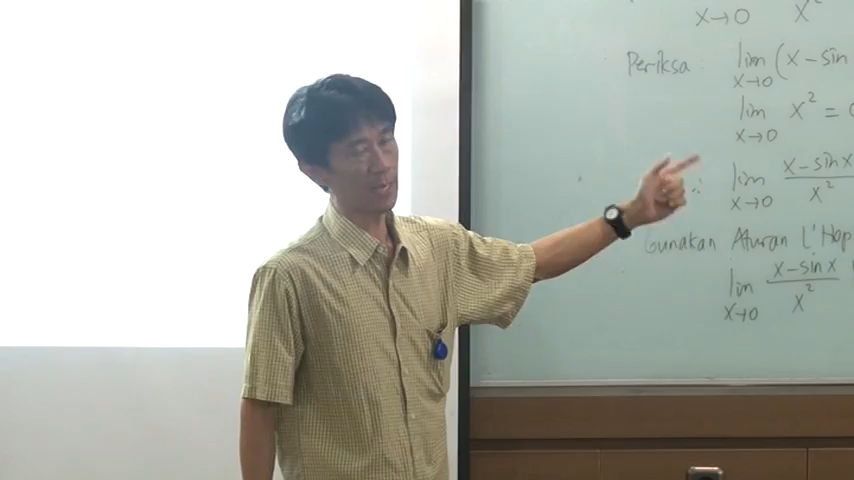 x→0 x²
Periksa lim (x-sin
x→0
lim x² = 0
x→0
∴ lim x-sin x
x→0 x²
Gunakan Aturan L'Hop
lim x-sin x
x→0 x²